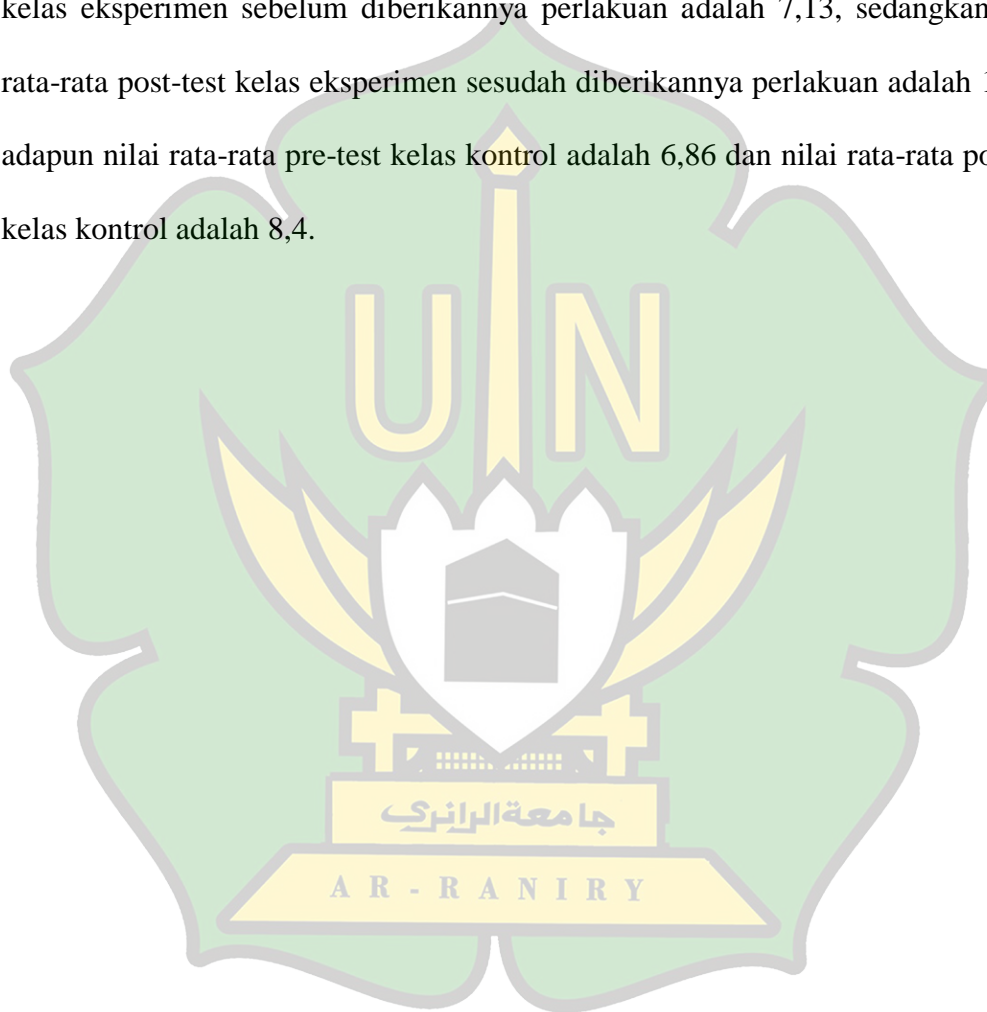 kelas eksperimen sebelum diberikannya perlakuan adalah 7,13, sedangkan
rata-rata post-test kelas eksperimen sesudah diberikannya perlakuan adalah
adapun nilai rata-rata pre-test kelas kontrol adalah 6,86 dan nilai rata-rata
kelas kontrol adalah 8,4.
UIN
جامعةالرانري
AR-RANIRY